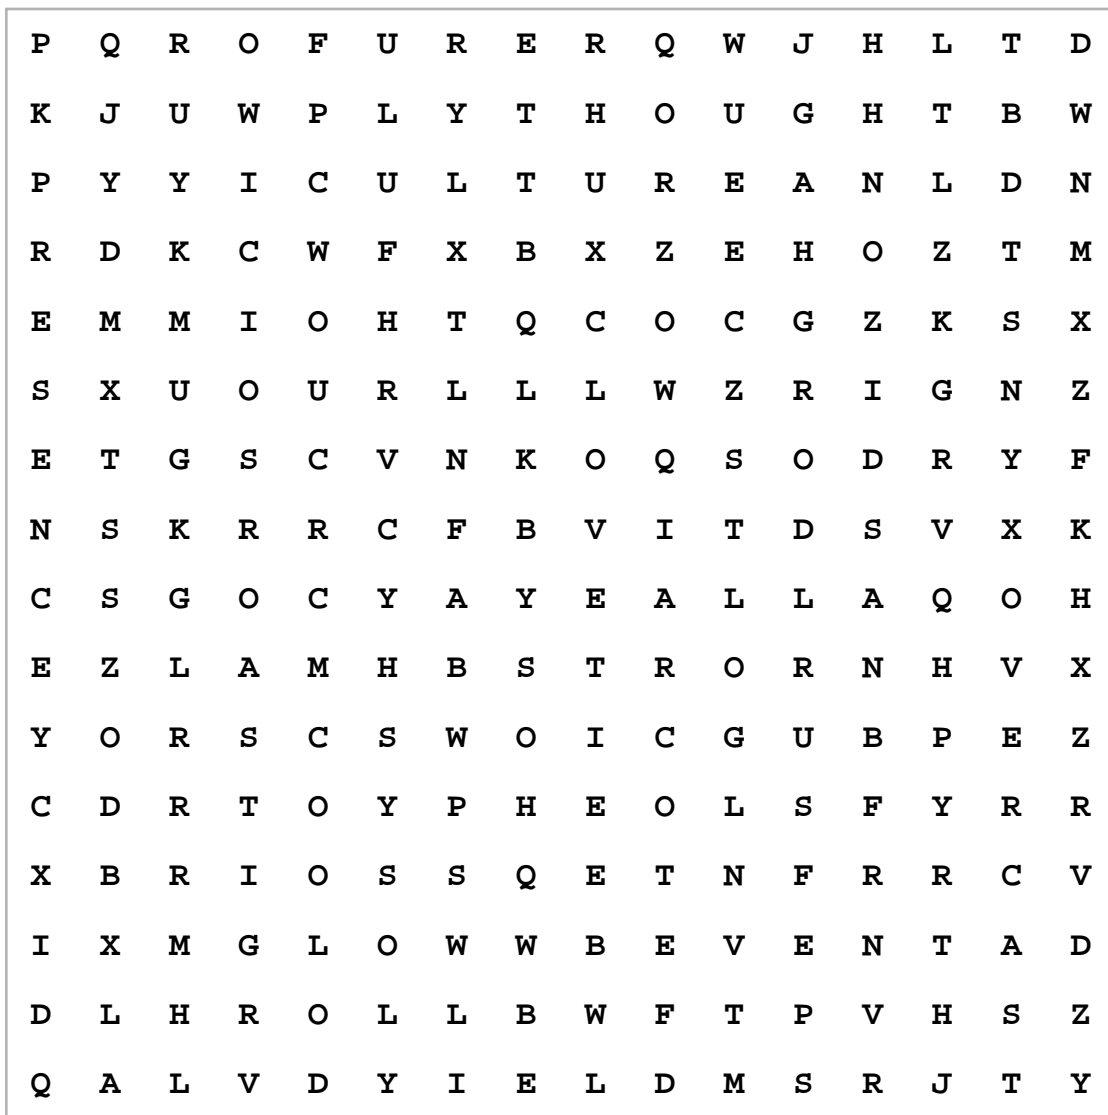 P Q R O F U R E R Q W J H L T D
K J U W P L Y T H O U G H T B W
P Y Y I C U L T U R E A N L D N
R D K C W F X B X Z E H O Z T M
E M M I O H T Q C O C G Z K S X
S X U O U R L L L W Z R I G N Z
E T G S C V N K O Q S O D R Y F
N S K R R C F B V I T D S V X K
C S G O C Y A Y E A L L A Q O H
E Z L A M H B S T R O R N H V X
Y O R S C S W O I C G U B P E Z
C D R T O Y P H E O L S F Y R R
X B R I O S S Q E T N F R R C V
I X M G L O W W B E V E N T A D
D L H R O L L B W F T P V H S Z
Q A L V D Y I E L D M S R J T Y